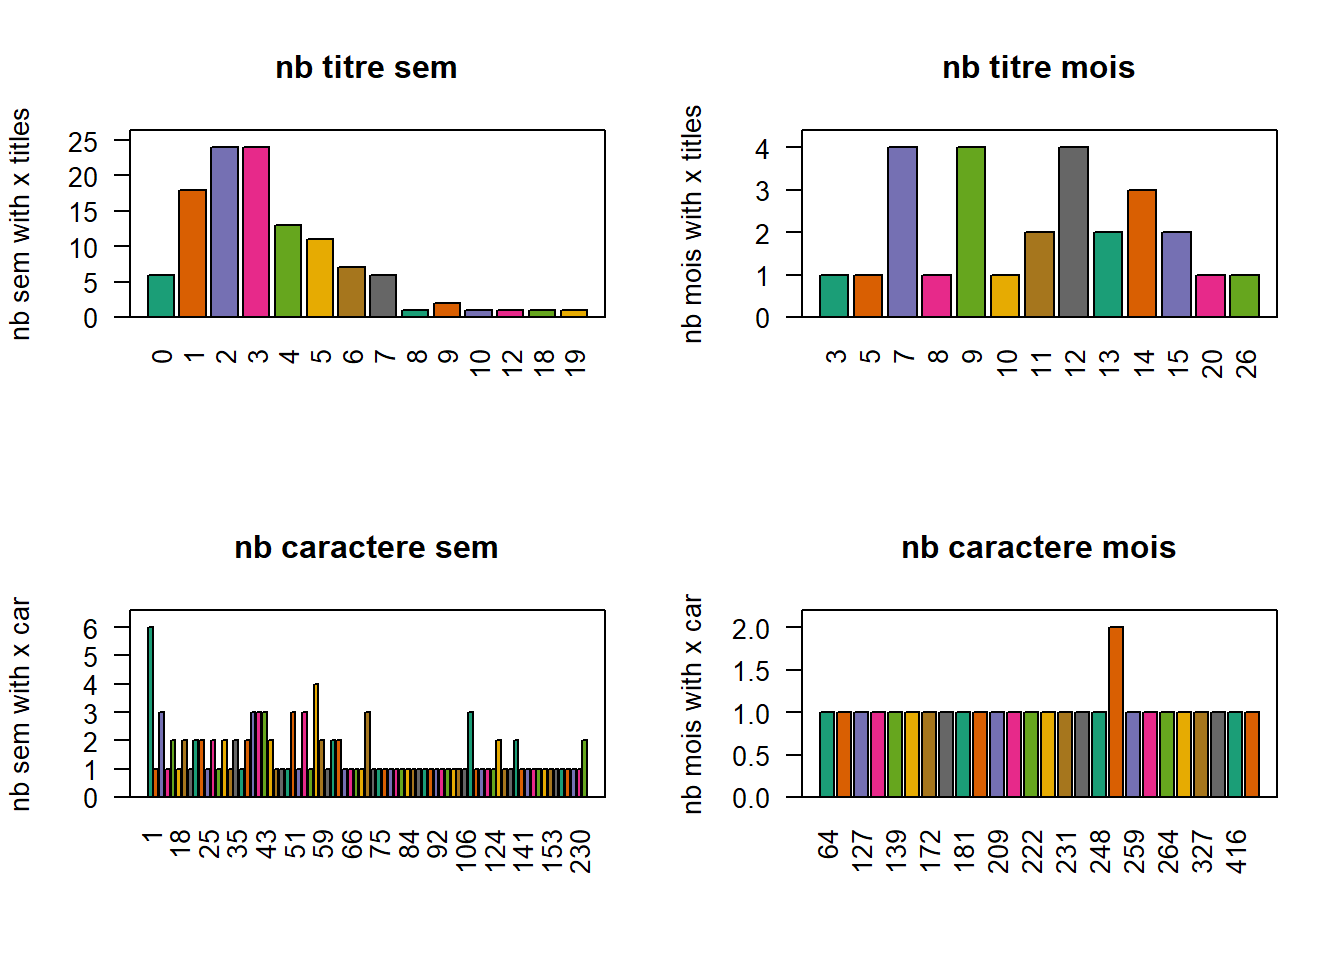 nb titre sem
nb sem with x titles
25
20
15
10
5
0
0 1 2 3 4 5 6 7 8 9 10 12 18 19
nb titre mois
nb mois with x titles
4
3
2
1
0
3 5 7 8 9 10 11 12 13 14 15 20 26
nb caractere sem
nb sem with x car
6
5
4
3
2
1
0
1 18 25 35 43 51 59 66 75 84 92 106 124 141 153 230
nb caractere mois
nb mois with x car
2.0
1.5
1.0
0.5
0.0
64 127 139 172 181 209 222 231 248 259 264 327 416